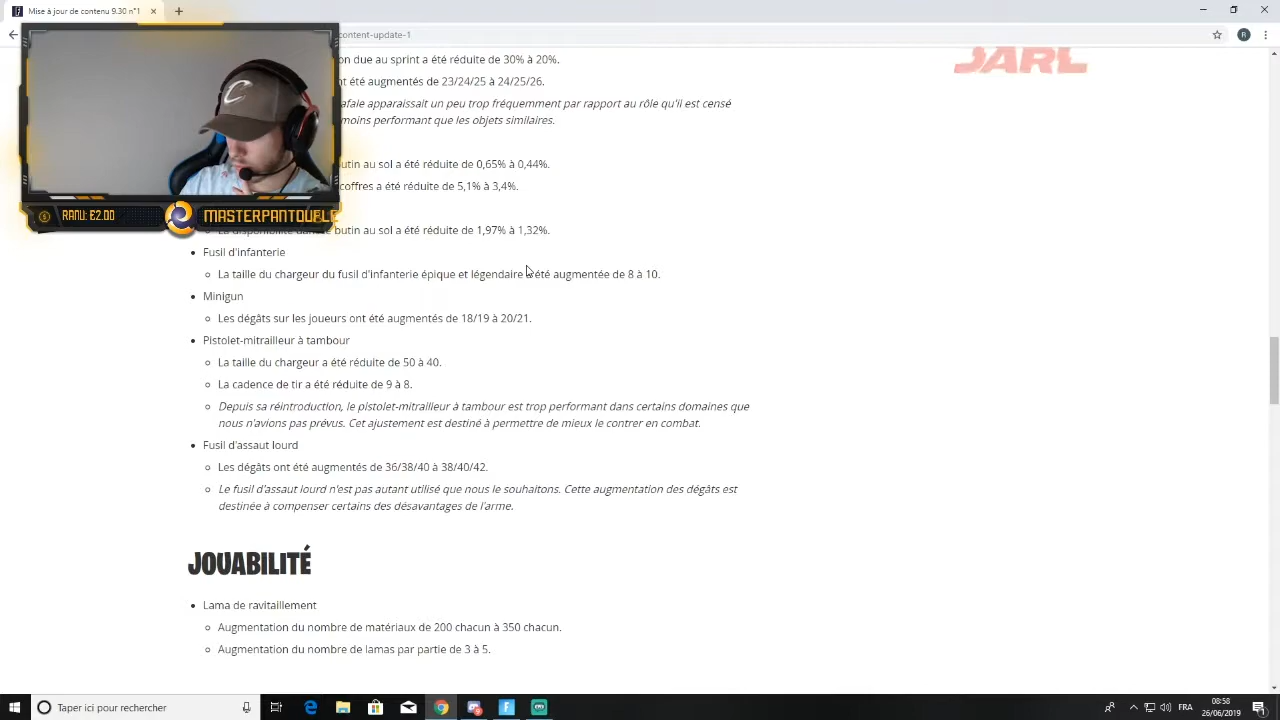 Mise à jour de contenu 9.30 n°1
content-update-1
JARL
on due au sprint a été réduite de 30% à 20%.
nt été augmentés de 23/24/25 à 24/25/26.
afale apparaissait un peu trop fréquemment par rapport au rôle qu'il est censé
moins performant que les objets similaires.
utin au sol a été réduite de 0,65% à 0,44%.
coffres a été réduite de 5,1% à 3,4%.
RANU: €2.00
MASTERPANTOUFLE
butin au sol a été réduite de 1,97% à 1,32%.
Fusil d'infanterie
La taille du chargeur du fusil d'infanterie épique et légendaire a été augmentée de 8 à 10.
Minigun
Les dégâts sur les joueurs ont été augmentés de 18/19 à 20/21.
Pistolet-mitrailleur à tambour
La taille du chargeur a été réduite de 50 à 40.
La cadence de tir a été réduite de 9 à 8.
Depuis sa réintroduction, le pistolet-mitrailleur à tambour est trop performant dans certains domaines que
nous n'avions pas prévus. Cet ajustement est destiné à permettre de mieux le contrer en combat.
Fusil d'assaut lourd
Les dégâts ont été augmentés de 36/38/40 à 38/40/42.
Le fusil d'assaut lourd n'est pas autant utilisé que nous le souhaitons. Cette augmentation des dégâts est
destinée à compenser certains des désavantages de l'arme.
JOUABILITÉ
Lama de ravitaillement
Augmentation du nombre de matériaux de 200 chacun à 350 chacun.
Augmentation du nombre de lamas par partie de 3 à 5.
Taper ici pour rechercher
FRA
08:58
26/06/2019